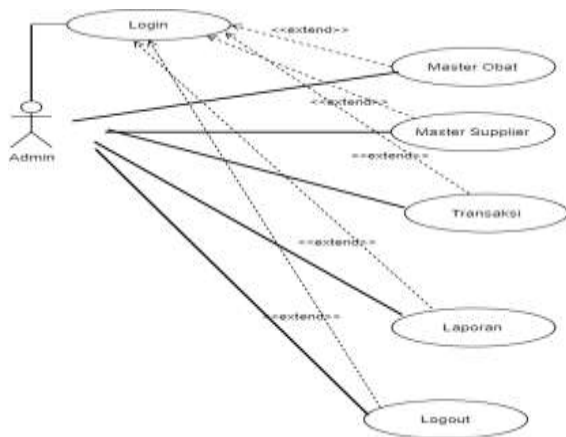 Login
<<extend>>
Master Obat
<<extend>>
Admin
Master Supplier
<<extend>>
Transaksi
<<extend>>
Laporan
<<extend>>
Logout